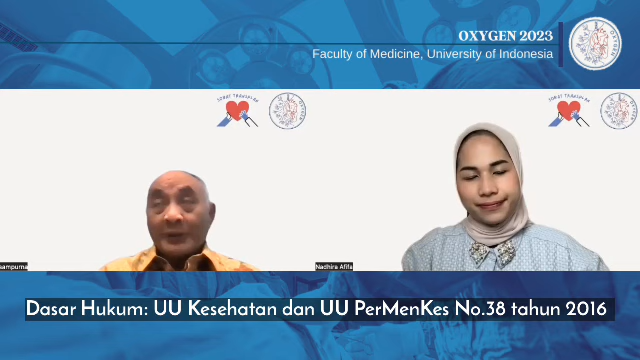 OXYGEN 2023
Faculty of Medicine, University of Indonesia
Nadhira Afifa
Dasar Hukum: UU Kesehatan dan UU PerMenKes No.38 tahun 2016